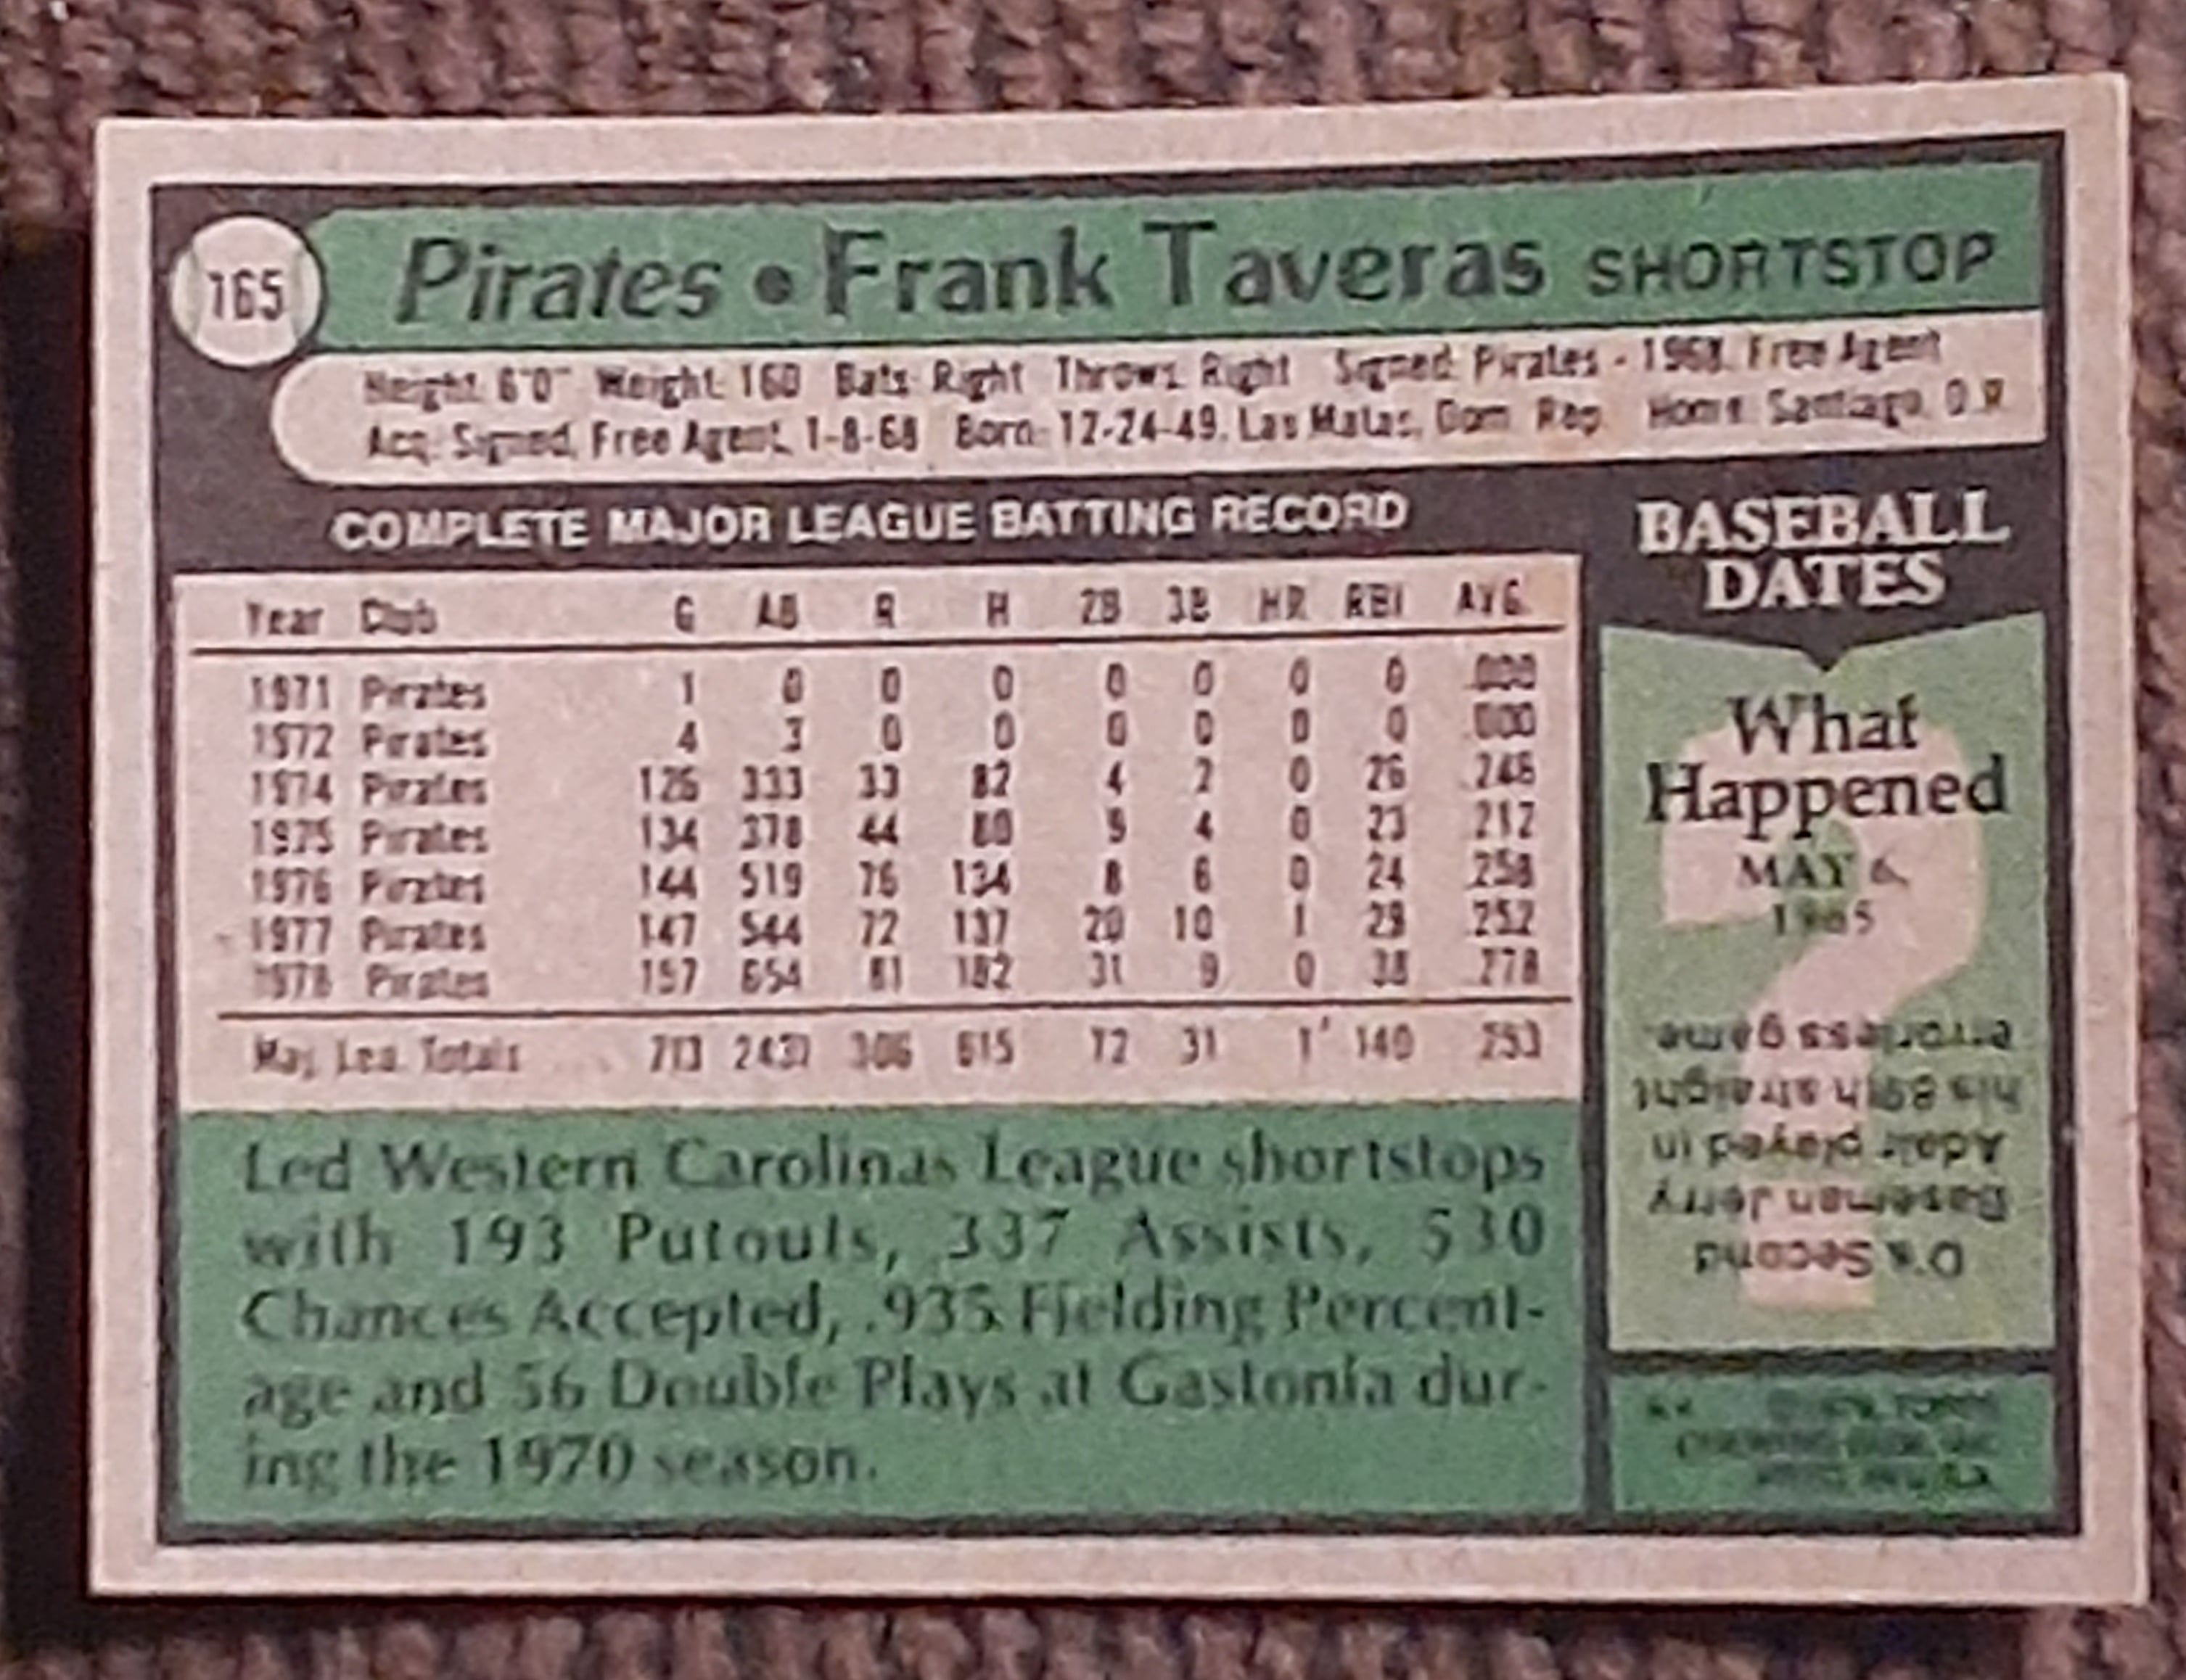 165
Pirates • Frank Taveras SHORTSTOP
Height: 6'0" Weight: 160 Bats: Right Throws: Right Signed: Pirates - 1968, Free Agent
Acq: Signed, Free Agent, 1-8-68 Born: 12-24-49, Las Matas, Dom. Rep. Home: Santiago, D.R.
COMPLETE MAJOR LEAGUE BATTING RECORD
Year Club G AB R H 2B 3B HR RBI AVG.
1971 Pirates 1 0 0 0 0 0 0 0 .000
1972 Pirates 4 3 0 0 0 0 0 0 .000
1974 Pirates 126 333 33 82 4 2 0 26 .246
1975 Pirates 134 378 44 80 9 4 0 23 .212
1976 Pirates 144 519 76 134 8 6 0 24 .258
1977 Pirates 147 544 72 137 20 10 1 29 .252
1978 Pirates 157 654 81 182 31 9 0 38 .278
Maj. Lea. Totals 713 2431 306 615 72 31 1 140 .253
Led Western Carolinas League shortstops
with 193 Putouts, 337 Assists, 530
Chances Accepted, .935 Fielding Percent-
age and 56 Double Plays at Gastonia dur-
ing the 1970 season.
BASEBALL
DATES
What
Happened
MAY 6,
1965
?
O's Second
Baseman Jerry
Adair played in
his 89th straight
errorless game.